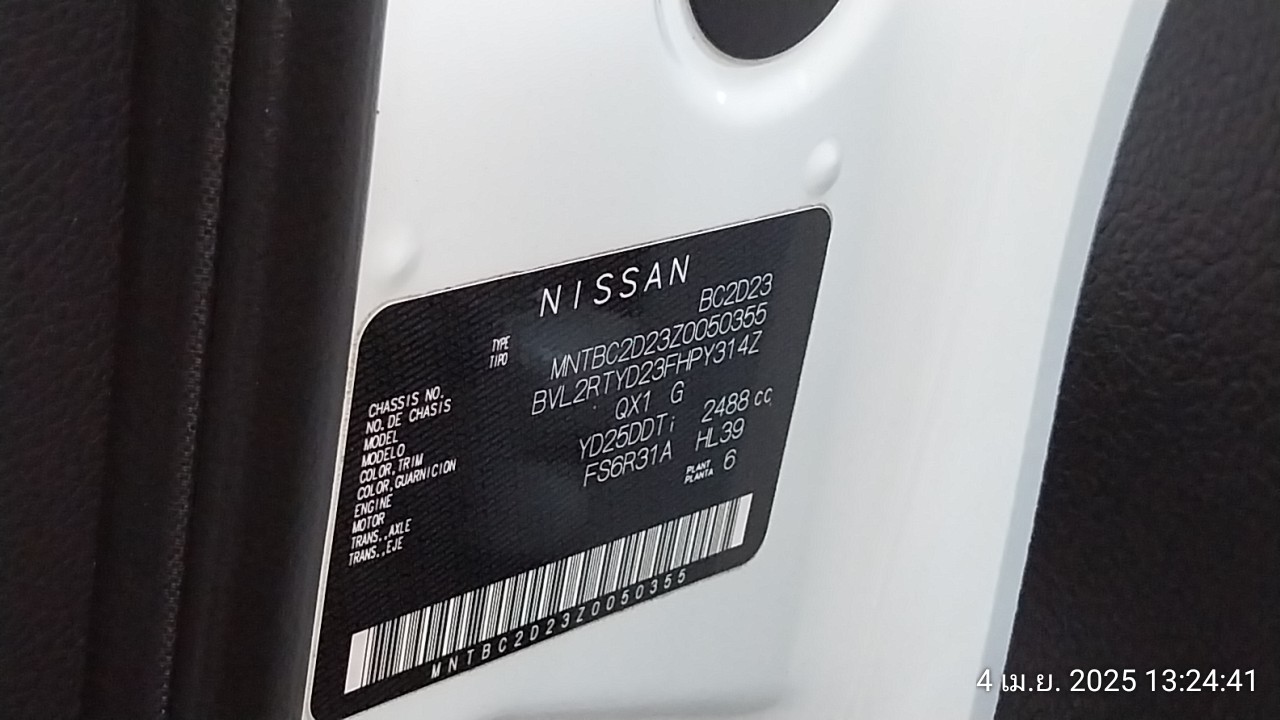 NISSAN
TYPE
TIPO
BC2D23
CHASSIS NO.
NO. DE CHASIS
MNTBC2D23Z0050355
MODEL
MODELO
BVL2RTYD23FHPY314Z
COLOR, TRIM
COLOR, GUARNICION
QX1 G
ENGINE
MOTOR
YD25DDTi 2488 cc
TRANS., AXLE
TRANS., EJE
FS6R31A HL39
PLANT
PLANTA
6
MNTBC2D23Z0050355
4 เม.ย. 2025 13:24:41